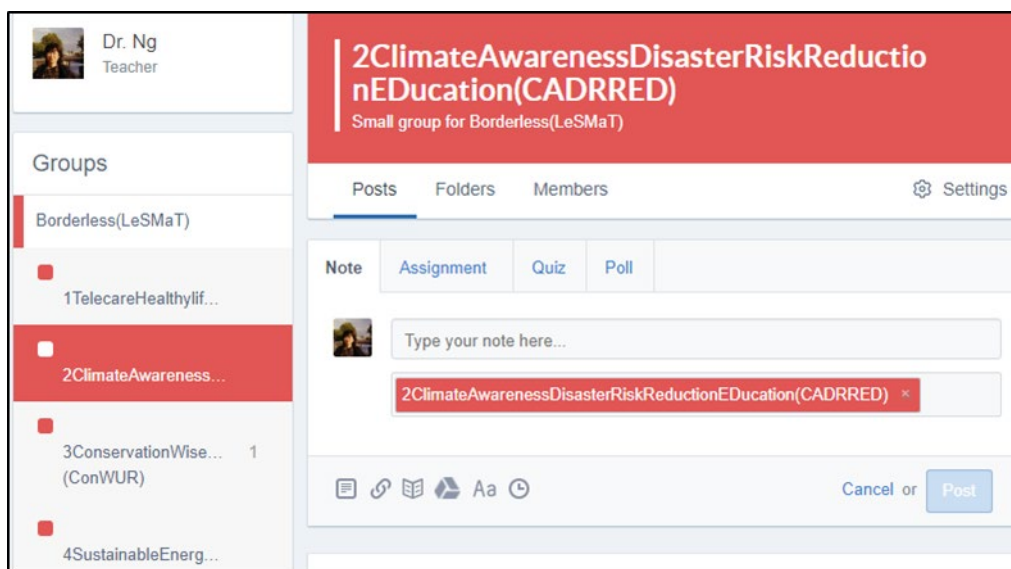 Dr. Ng
Teacher
Groups
Borderless(LeSMaT)
1TelecareHealthylif...
2ClimateAwareness...
3ConservationWise... 1
(ConWUR)
4SustainableEnerg...
2ClimateAwarenessDisasterRiskReductio
nEDucation(CADRRED)
Small group for Borderless(LeSMaT)
Posts Folders Members Settings
Note Assignment Quiz Poll
Type your note here...
2ClimateAwarenessDisasterRiskReductionEDucation(CADRRED) ×
Aa Cancel or Post